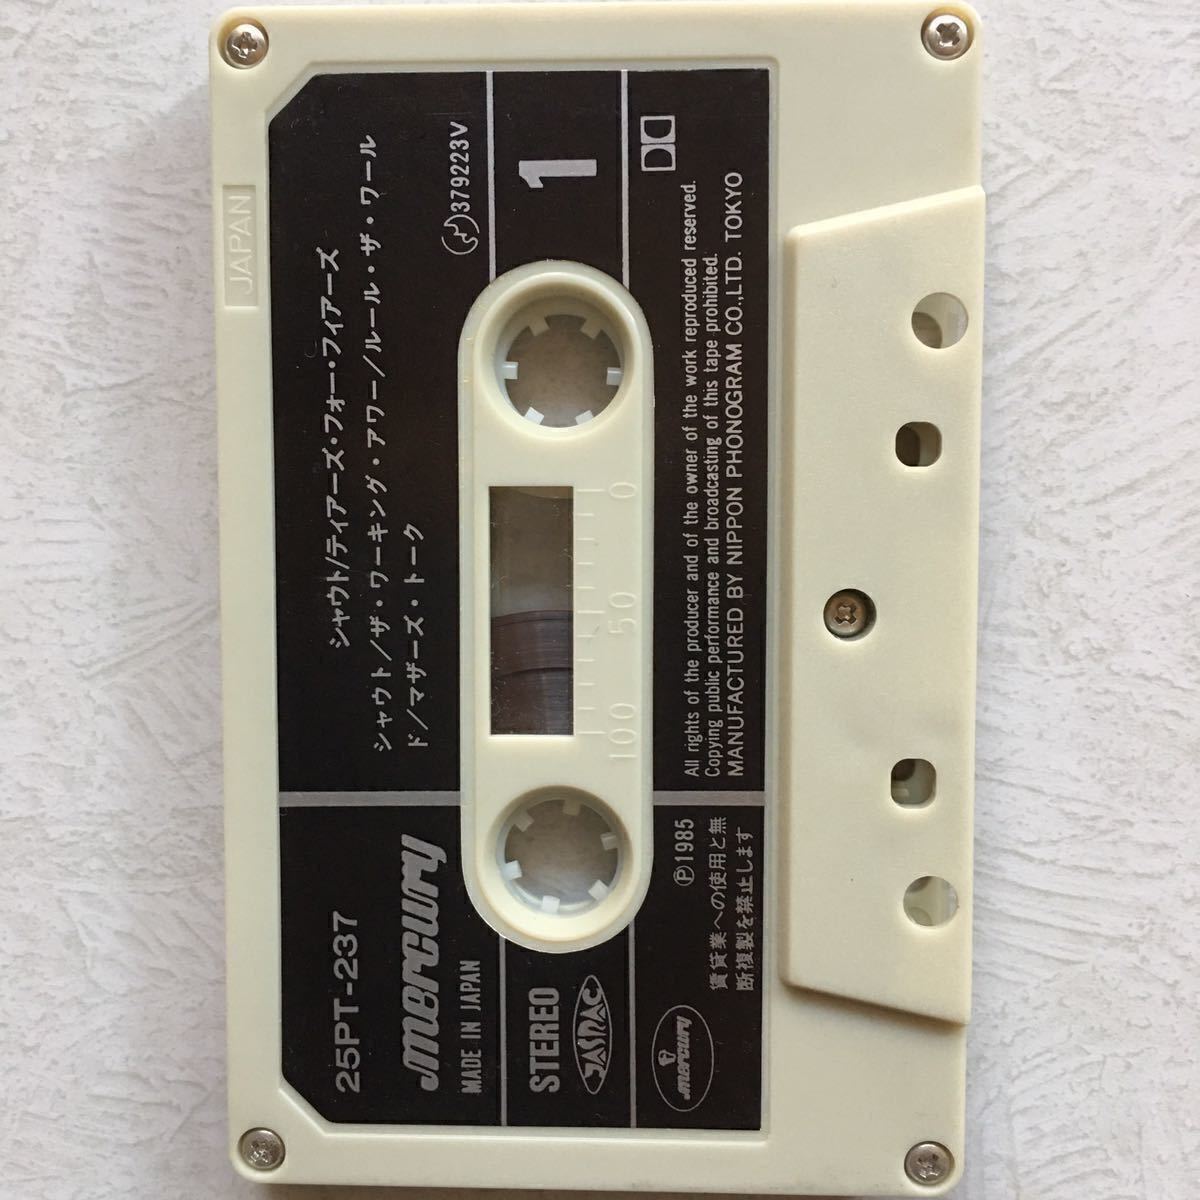 JAPAN
シャウト/ティアーズ・フォー・フィアーズ
シャウト/ザ・ワーキング・アワー/ルール・ザ・ワール
ド/マザーズ・トーク
379223V
1
0
50
100
All rights of the producer and of the owner of the work reproduced reserved.
Copying public performance and broadcasting of this tape prohibited.
MANUFACTURED BY NIPPON PHONOGRAM CO.,LTD. TOKYO
25PT-237
mercury
MADE IN JAPAN
STEREO
JASRAC
mercury
Ⓟ1985
賃貸業への使用と無
断複製を禁止します